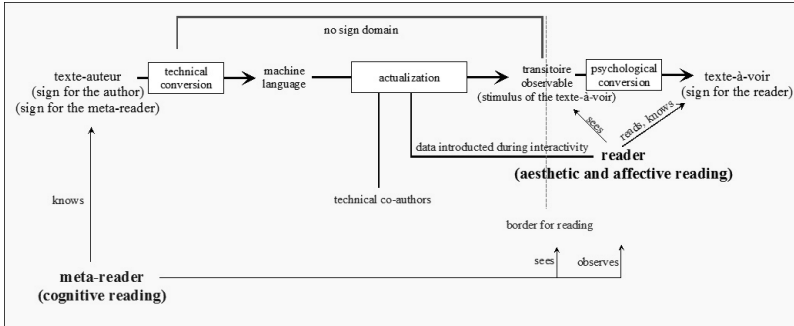 no sign domain
texte-auteur
(sign for the author)
(sign for the meta-reader)
technical
conversion
machine
language
actualization
transitoire
observable
(stimulus of the texte-à-voir)
psychological
conversion
texte-à-voir
(sign for the reader)
sees
reads, knows
data introducted during interactivity
reader
(aesthetic and affective reading)
knows
technical co-authors
border for reading
sees
observes
meta-reader
(cognitive reading)